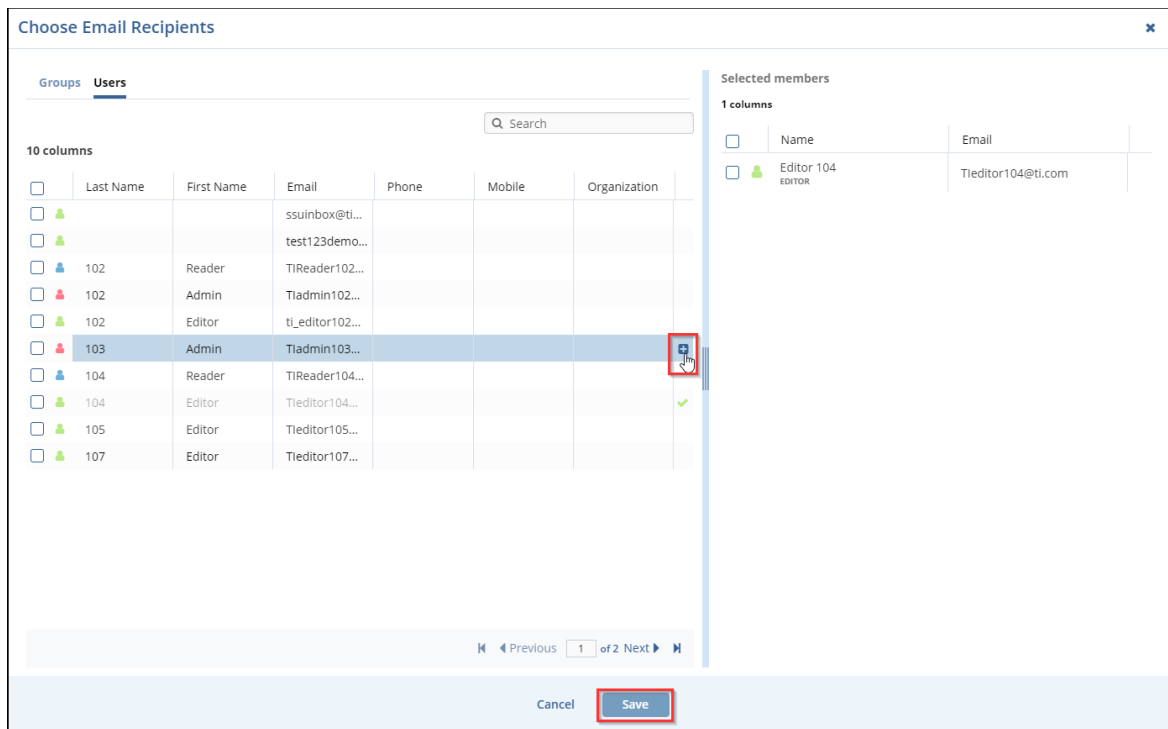 Choose Email Recipients
Groups Users
Search
10 columns
Last Name First Name Email Phone Mobile Organization
ssuinbox@ti...
test123demo...
102 Reader TIReader102...
102 Admin TIadmin102...
102 Editor ti_editor102...
103 Admin TIadmin103...
104 Reader TIReader104...
104 Editor TIeditor104...
105 Editor TIeditor105...
107 Editor TIeditor107...
Previous 1 of 2 Next
Selected members
1 columns
Name Email
Editor 104 TIeditor104@ti.com
EDITOR
Cancel Save